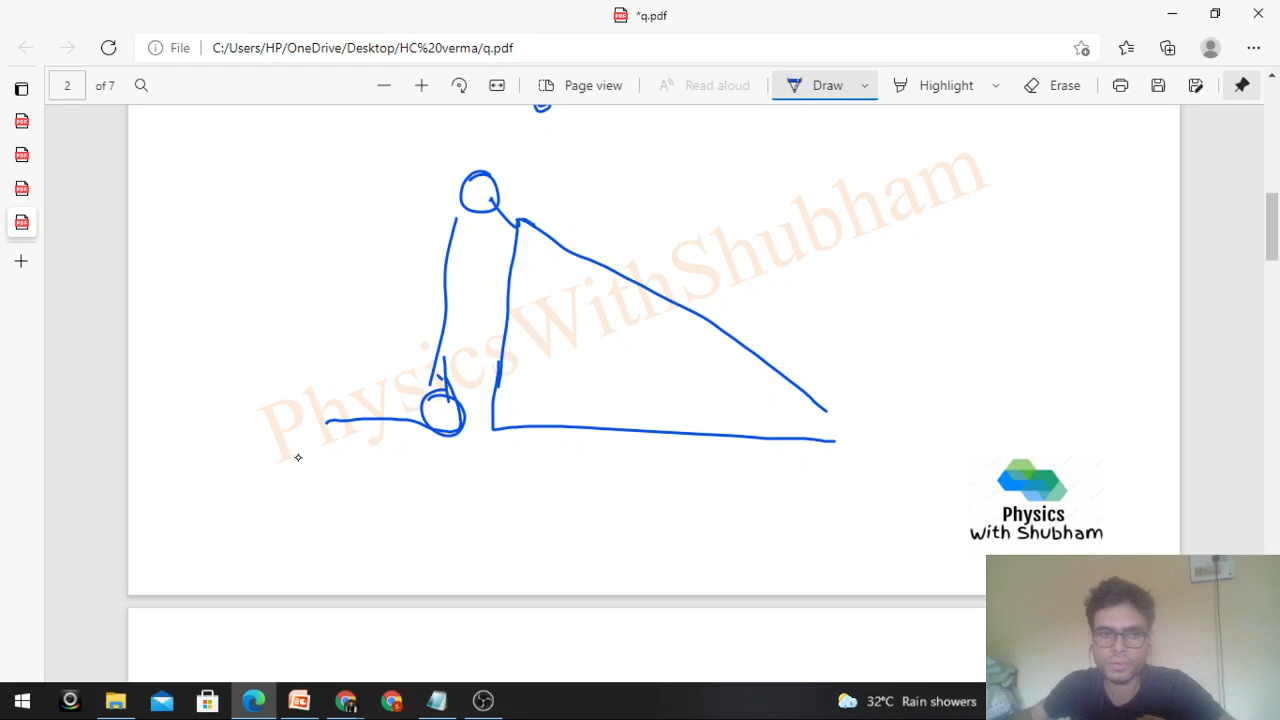 *q.pdf
File C:/Users/HP/OneDrive/Desktop/HC%20verma/q.pdf
2 of 7 Page view Read aloud Draw Highlight Erase
PhysicsWithShubham
Physics
With Shubham
32°C Rain showers